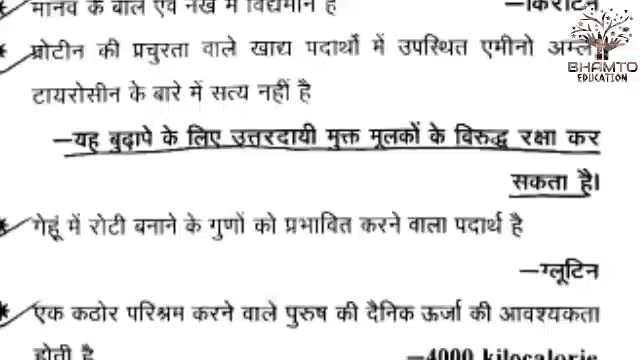 मानव के बाल एवं नख में विद्यमान है —किरेटिन
BHAMTO
EDUCATION
प्रोटीन की प्रचुरता वाले खाद्य पदार्थों में उपस्थित एमीनो अम्ल
टायरोसीन के बारे में सत्य नहीं है
—यह बुढ़ापे के लिए उत्तरदायी मुक्त मूलकों के विरुद्ध रक्षा कर
सकता है।
गेहूं में रोटी बनाने के गुणों को प्रभावित करने वाला पदार्थ है
—ग्लूटिन
एक कठोर परिश्रम करने वाले पुरुष की दैनिक ऊर्जा की आवश्यकता
होती है —4000 kilocalorie